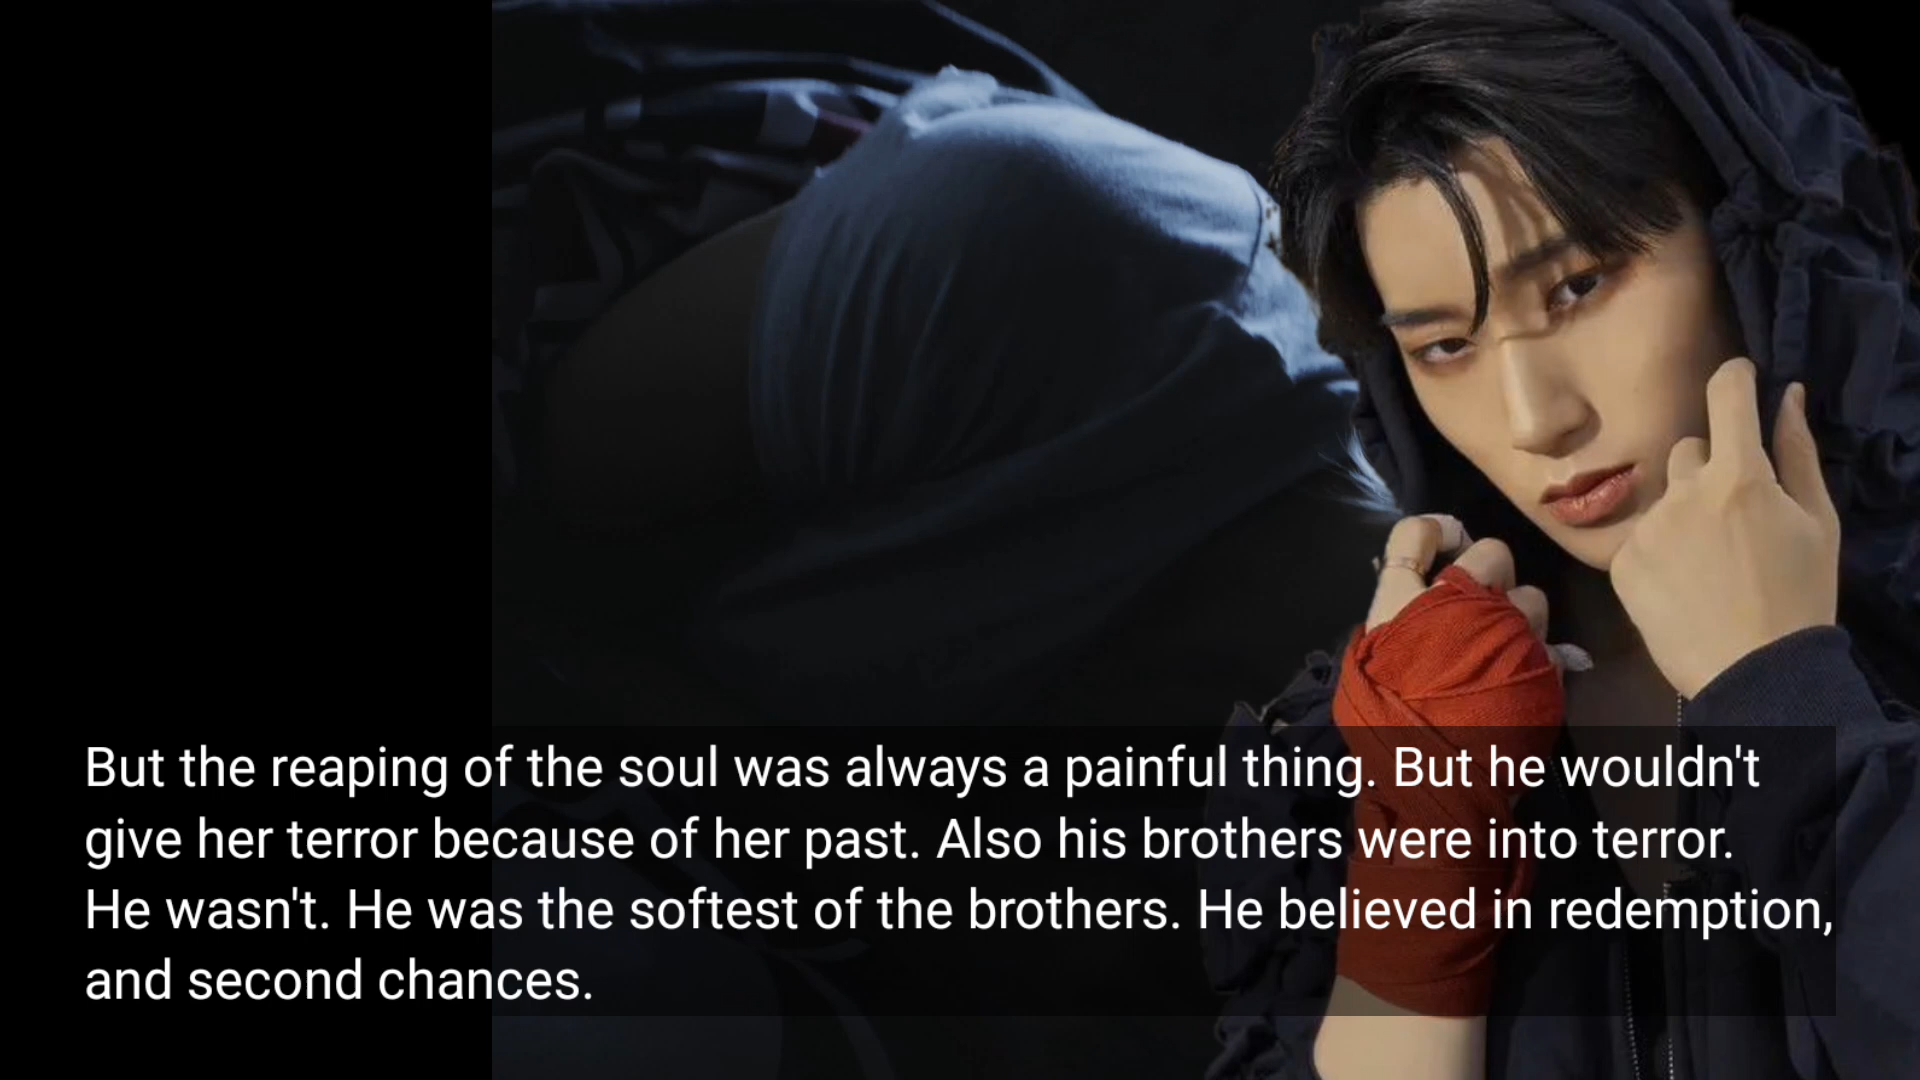 But the reaping of the soul was always a painful thing. But he wouldn't
give her terror because of her past. Also his brothers were into terror.
He wasn't. He was the softest of the brothers. He believed in redemption,
and second chances.